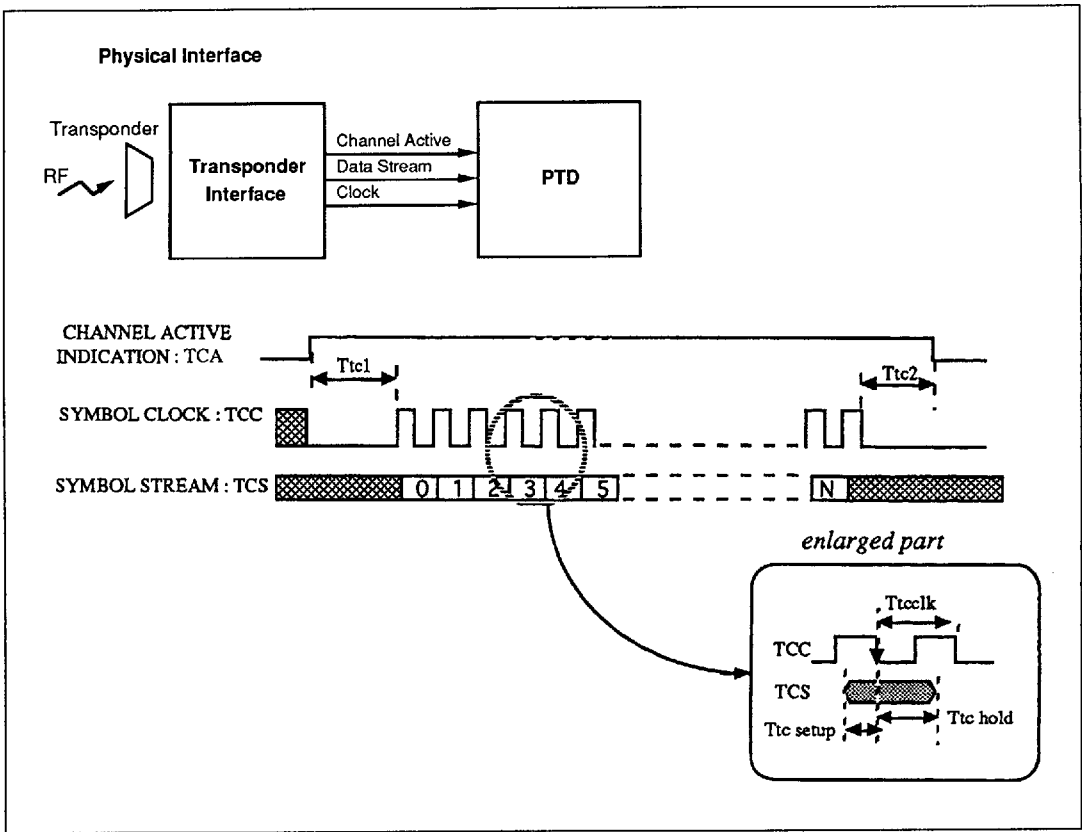 Physical Interface
Transponder
RF
Transponder
Interface
Channel Active
Data Stream
Clock
PTD
CHANNEL ACTIVE
INDICATION : TCA
Ttc1
Ttc2
SYMBOL CLOCK : TCC
SYMBOL STREAM : TCS
0 1 2 3 4 5 N
enlarged part
Ttcclk
TCC
TCS
Ttc setup
Ttc hold